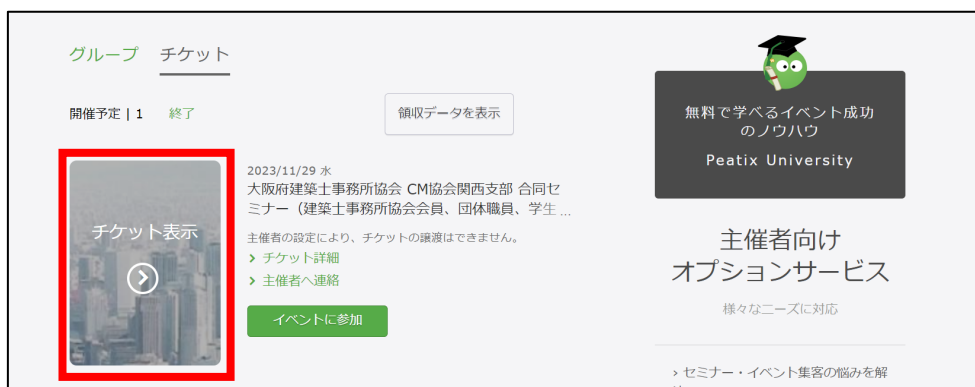 グループ チケット
開催予定 | 1 終了
領収データを表示
チケット表示
2023/11/29 水
大阪府建築士事務所協会 CM協会関西支部 合同セ
ミナー（建築士事務所協会会員、団体職員、学生 ...
主催者の設定により、チケットの譲渡はできません。
> チケット詳細
> 主催者へ連絡
イベントに参加
無料で学べるイベント成功
のノウハウ
Peatix University
主催者向け
オプションサービス
様々なニーズに対応
> セミナー・イベント集客の悩みを解